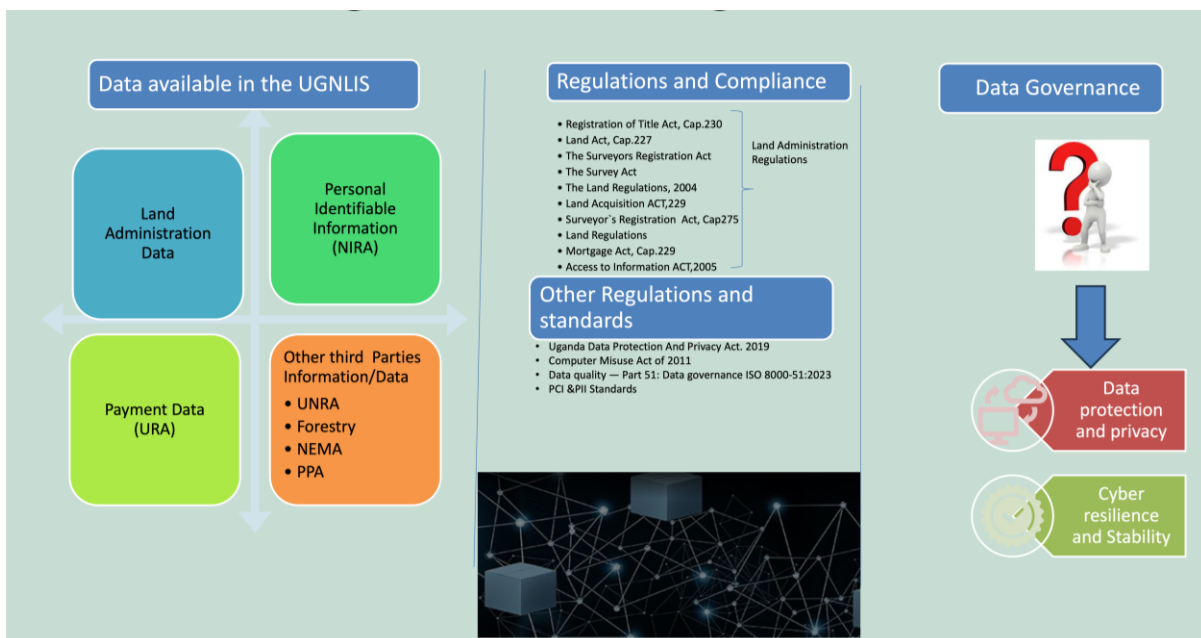 Data available in the UGNLIS
Land
Administration
Data
Personal
Identifiable
Information
(NIRA)
Payment Data
(URA)
Other third Parties
Information/Data
• UNRA
• Forestry
• NEMA
• PPA
Regulations and Compliance
• Registration of Title Act, Cap.230
• Land Act, Cap.227
• The Surveyors Registration Act
• The Survey Act
• The Land Regulations, 2004
• Land Acquisition ACT,229
• Surveyor`s Registration Act, Cap275
• Land Regulations
• Mortgage Act, Cap.229
• Access to Information ACT,2005
Land Administration
Regulations
Other Regulations and
standards
• Uganda Data Protection And Privacy Act. 2019
• Computer Misuse Act of 2011
• Data quality — Part 51: Data governance ISO 8000-51:2023
• PCI &PII Standards
Data Governance
?
Data
protection
and privacy
Cyber
resilience
and Stability